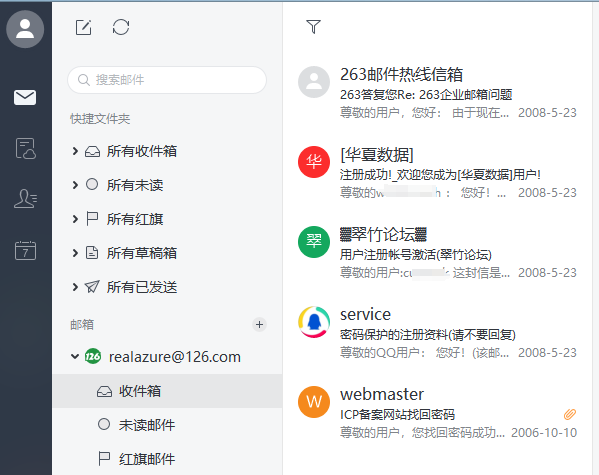 7
搜索邮件
快捷文件夹
所有收件箱
所有未读
所有红旗
所有草稿箱
所有已发送
邮箱
126 realazure@126.com
收件箱
未读邮件
红旗邮件
263邮件热线信箱
263答复您Re: 263企业邮箱问题
尊敬的用户，您好： 由于现在... 2008-5-23
华
[华夏数据]
注册成功!_欢迎您成为[华夏数据]用户!
尊敬的 ： 您好！ ... 2008-5-23
翠
▓翠竹论坛▓
用户注册帐号激活(翠竹论坛)
尊敬的用户:cu 这封信是... 2008-5-23
service
密码保护的注册资料(请不要回复)
尊敬的QQ用户： 您好！(该邮... 2008-5-23
W
webmaster
ICP备案网站找回密码
尊敬的用户，您找回密码成功... 2006-10-10